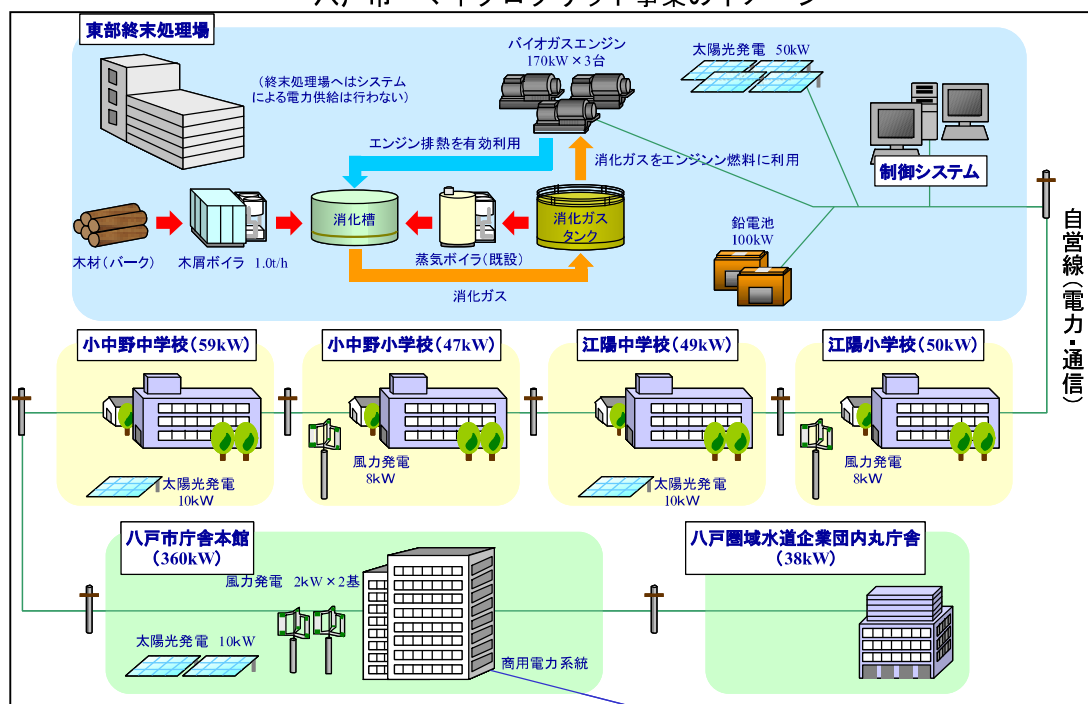 東部終末処理場
(終末処理場へはシステム
による電力供給は行わない)
バイオガスエンジン
170kW×3台
太陽光発電 50kW
エンジン排熱を有効利用
消化ガスをエンジンン燃料に利用
制御システム
消化槽
消化ガス
タンク
鉛電池
100kW
木材(バーク)
木屑ボイラ 1.0t/h
蒸気ボイラ(既設)
消化ガス
自営線(電力・通信)
小中野中学校(59kW)
小中野小学校(47kW)
江陽中学校(49kW)
江陽小学校(50kW)
太陽光発電
10kW
風力発電
8kW
太陽光発電
10kW
風力発電
8kW
八戸市庁舎本館
(360kW)
八戸圏域水道企業団内丸庁舎
(38kW)
風力発電 2kW×2基
太陽光発電 10kW
商用電力系統